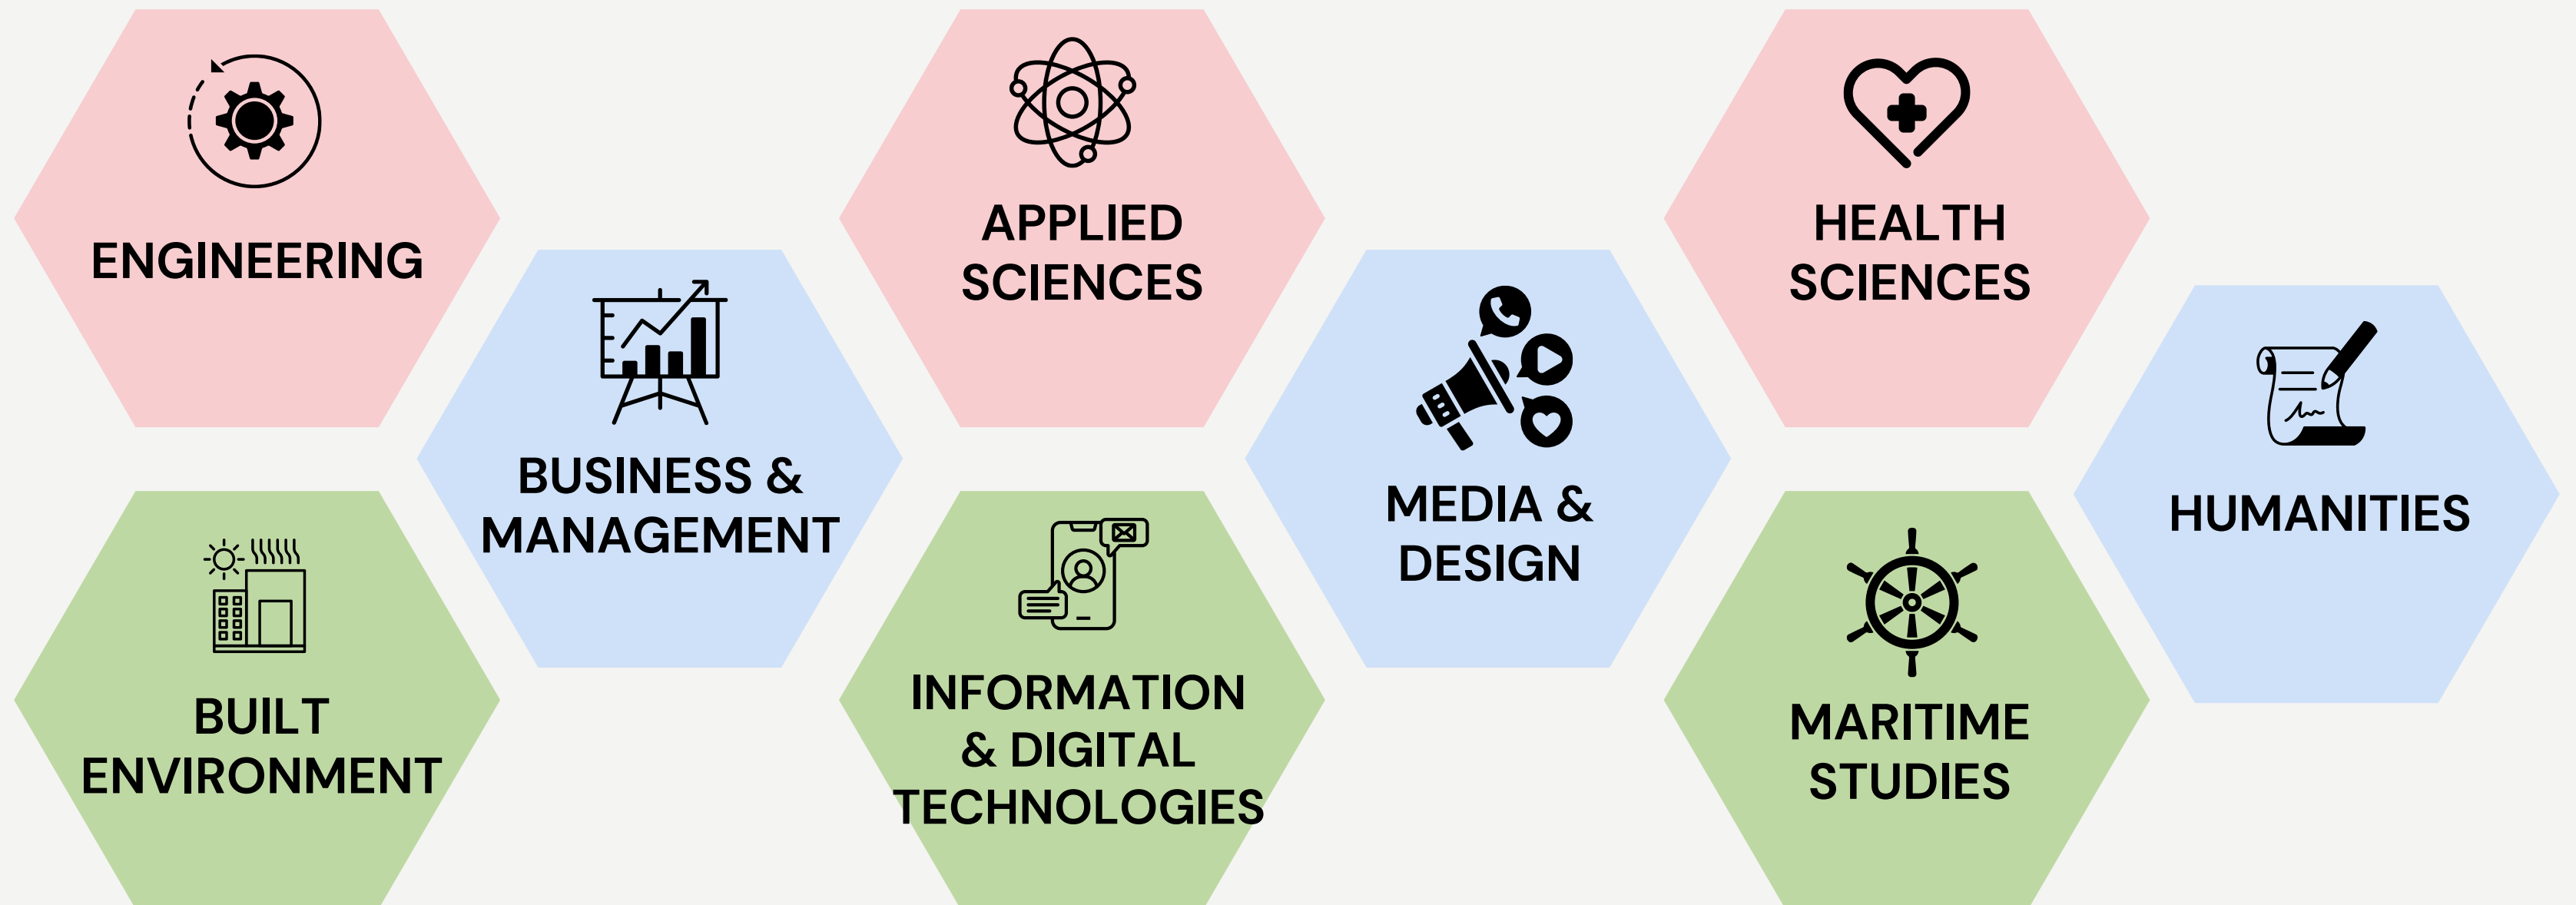 ENGINEERING
APPLIED
SCIENCES
HEALTH
SCIENCES
BUSINESS &
MANAGEMENT
MEDIA &
DESIGN
HUMANITIES
BUILT
ENVIRONMENT
INFORMATION
& DIGITAL
TECHNOLOGIES
MARITIME
STUDIES